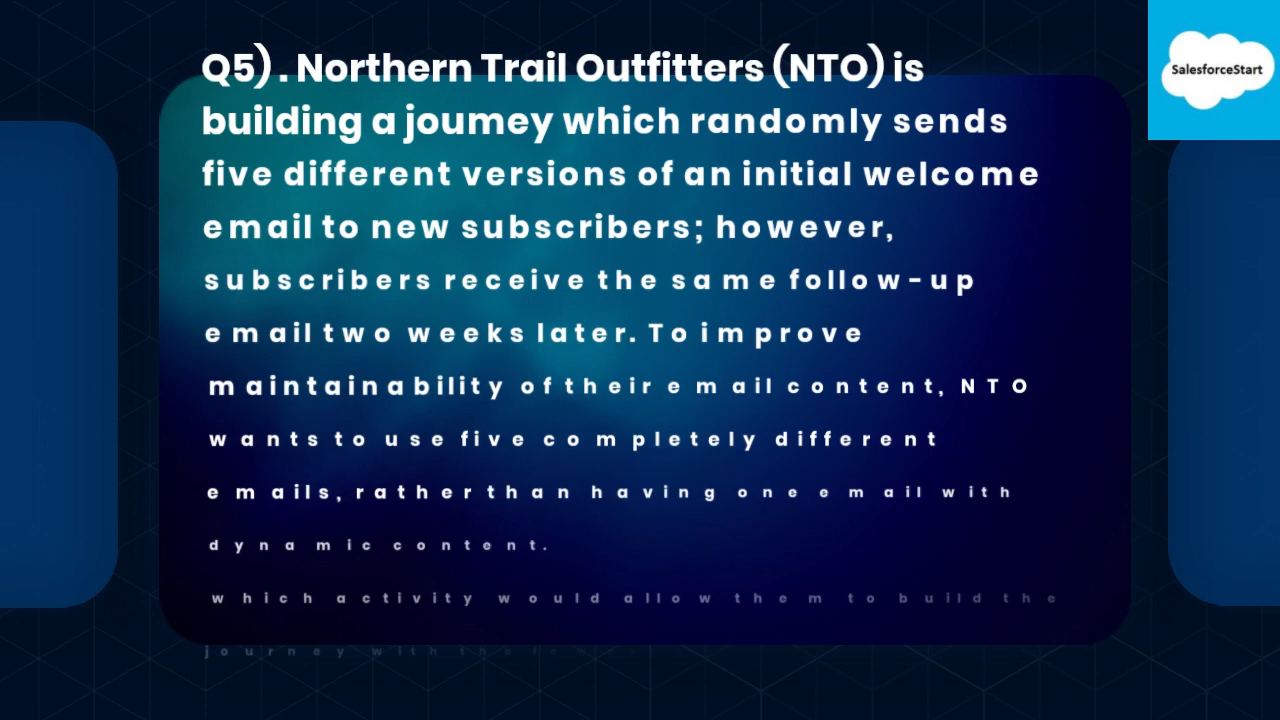 Q5) . Northern Trail Outfitters (NTO) is
building a joumey which randomly sends
five different versions of an initial welcome
email to new subscribers; however,
subscribers receive the same follow-up
email two weeks later. To improve
maintainability of their email content, NTO
wants to use five completely different
emails, rather than having one email with
dynamic content.
which activity would allow them to build the
journey with the
SalesforceStart